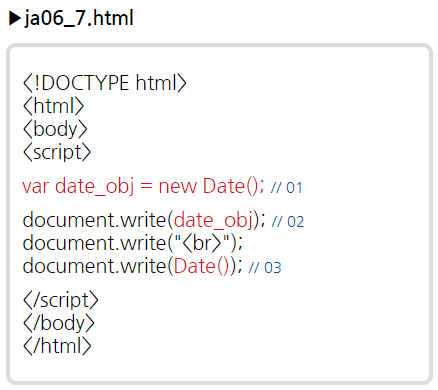 ▶ja06_7.html
<!DOCTYPE html>
<html>
<body>
<script>
var date_obj = new Date(); // 01
document.write(date_obj); // 02
document.write("<br>");
document.write(Date()); // 03
</script>
</body>
</html>